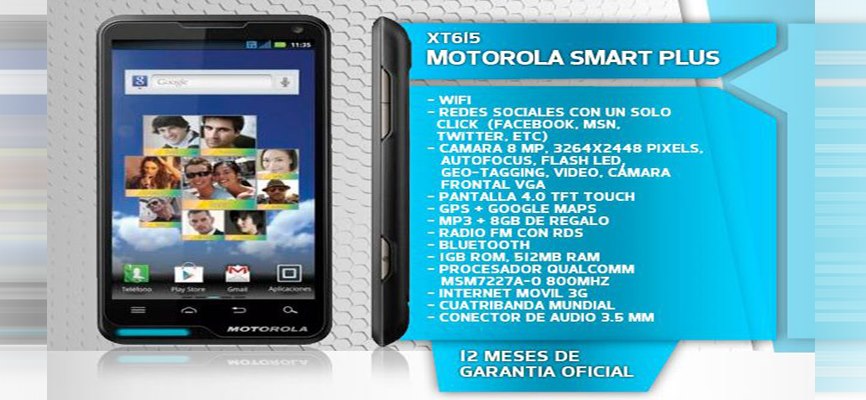 XT615
MOTOROLA SMART PLUS
- WIFI
- REDES SOCIALES CON UN SOLO
CLICK (FACEBOOK, MSN,
TWITTER, ETC)
- CAMARA 8 MP, 3264X2448 PIXELS,
AUTOFOCUS, FLASH LED,
GEO-TAGGING, VIDEO, CÁMARA
FRONTAL VGA
- PANTALLA 4.0 TFT TOUCH
- GPS + GOOGLE MAPS
- MP3 + 8GB DE REGALO
- RADIO FM CON RDS
- BLUETOOTH
- 1GB ROM, 512MB RAM
- PROCESADOR QUALCOMM
MSM7227A-0 800MHZ
- INTERNET MOVIL 3G
- CUATRIBANDA MUNDIAL
- CONECTOR DE AUDIO 3.5 MM
12 MESES DE
GARANTIA OFICIAL
11:35
8 Google
Teléfono Play Store Gmail Aplicaciones
MOTOROLA